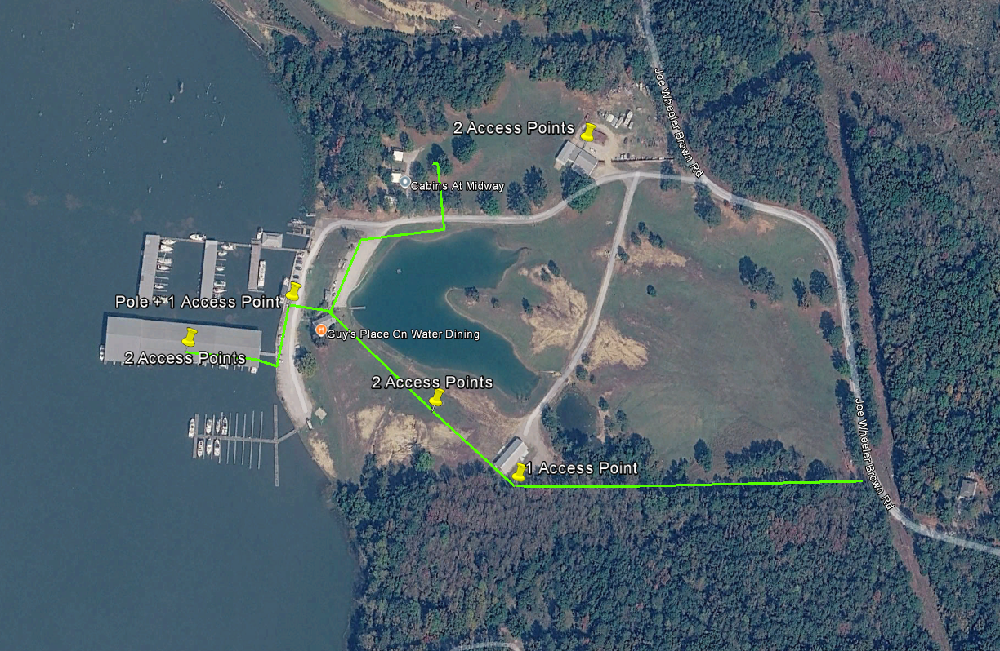 Joe Wheeler Brown Rd
2 Access Points
Cabins At Midway
Pole + 1 Access Point
Guy's Place On Water Dining
2 Access Points
2 Access Points
Joe Wheeler Brown Rd
1 Access Point